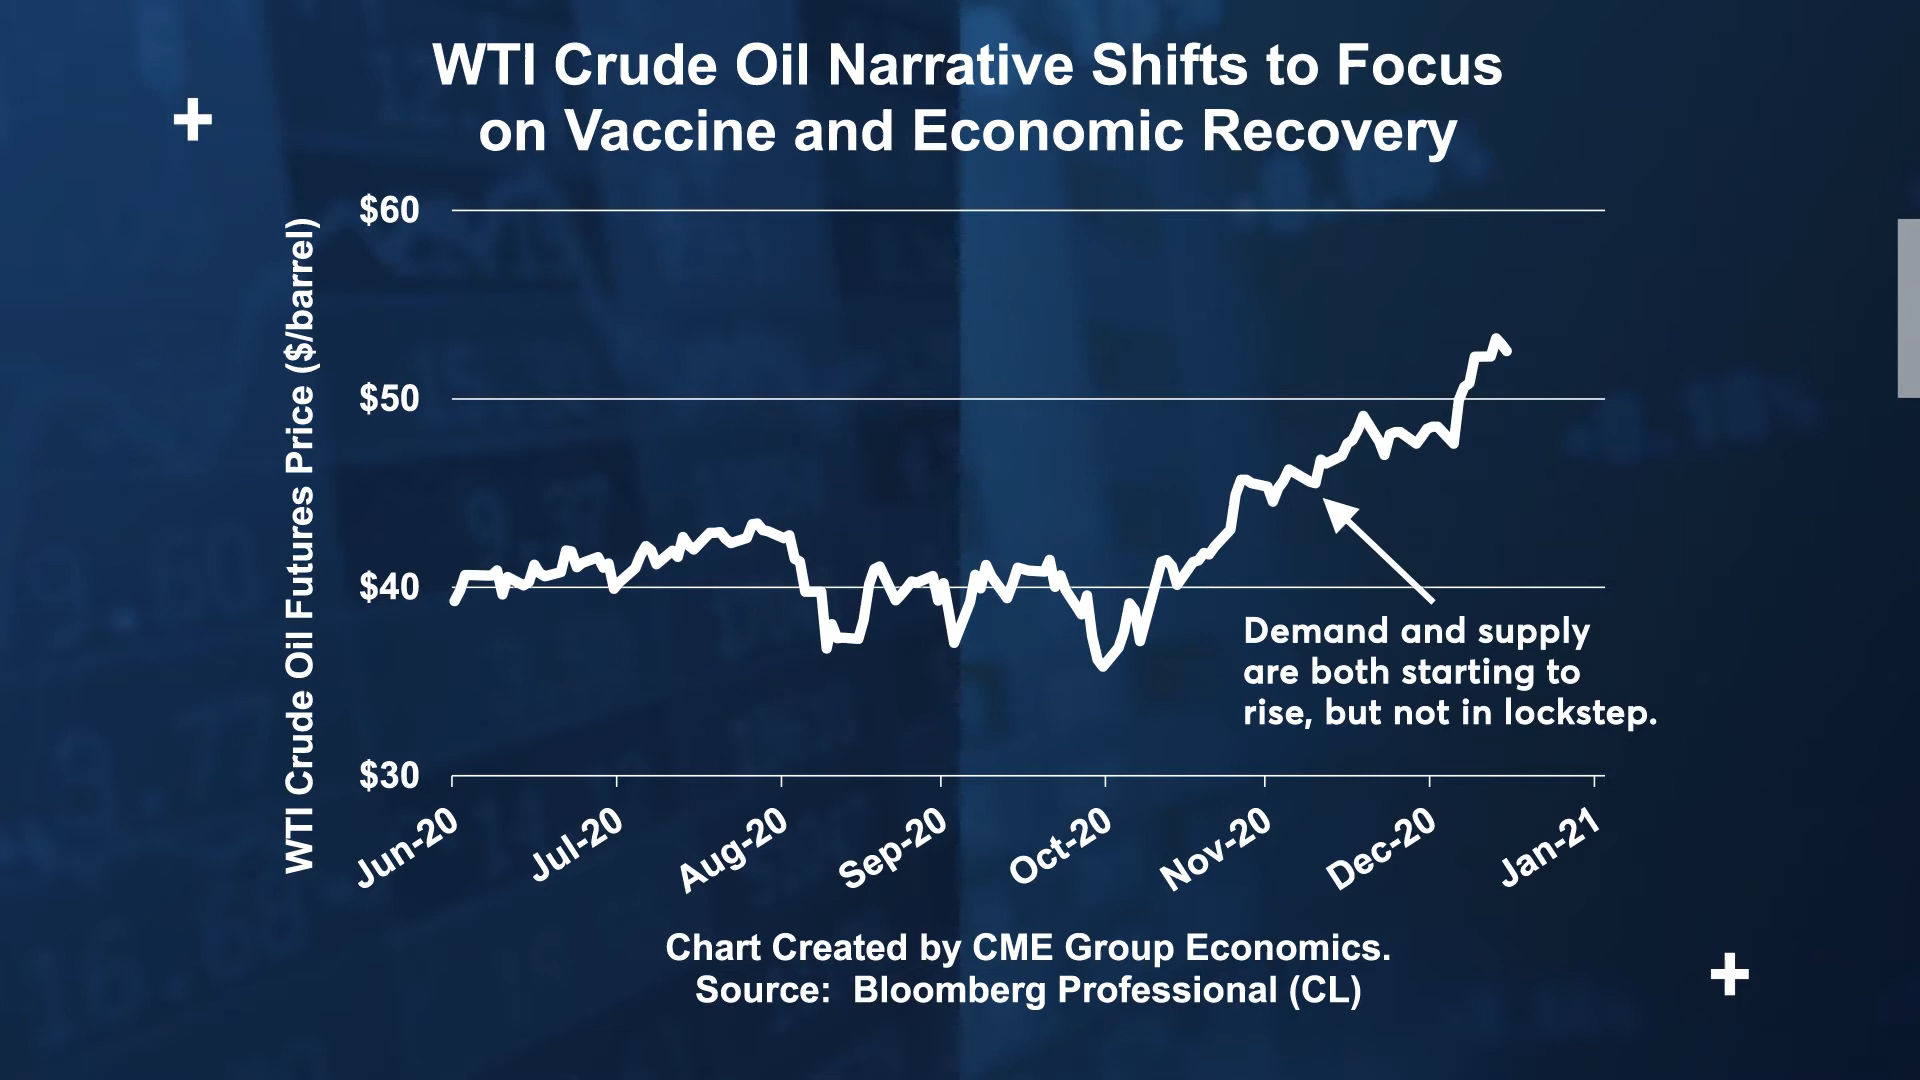 WTI Crude Oil Narrative Shifts to Focus
on Vaccine and Economic Recovery
WTI Crude Oil Futures Price ($/barrel)
$60
$50
$40
$30
Demand and supply
are both starting to
rise, but not in lockstep.
Jun-20
Jul-20
Aug-20
Sep-20
Oct-20
Nov-20
Dec-20
Jan-21
Chart Created by CME Group Economics.
Source: Bloomberg Professional (CL)